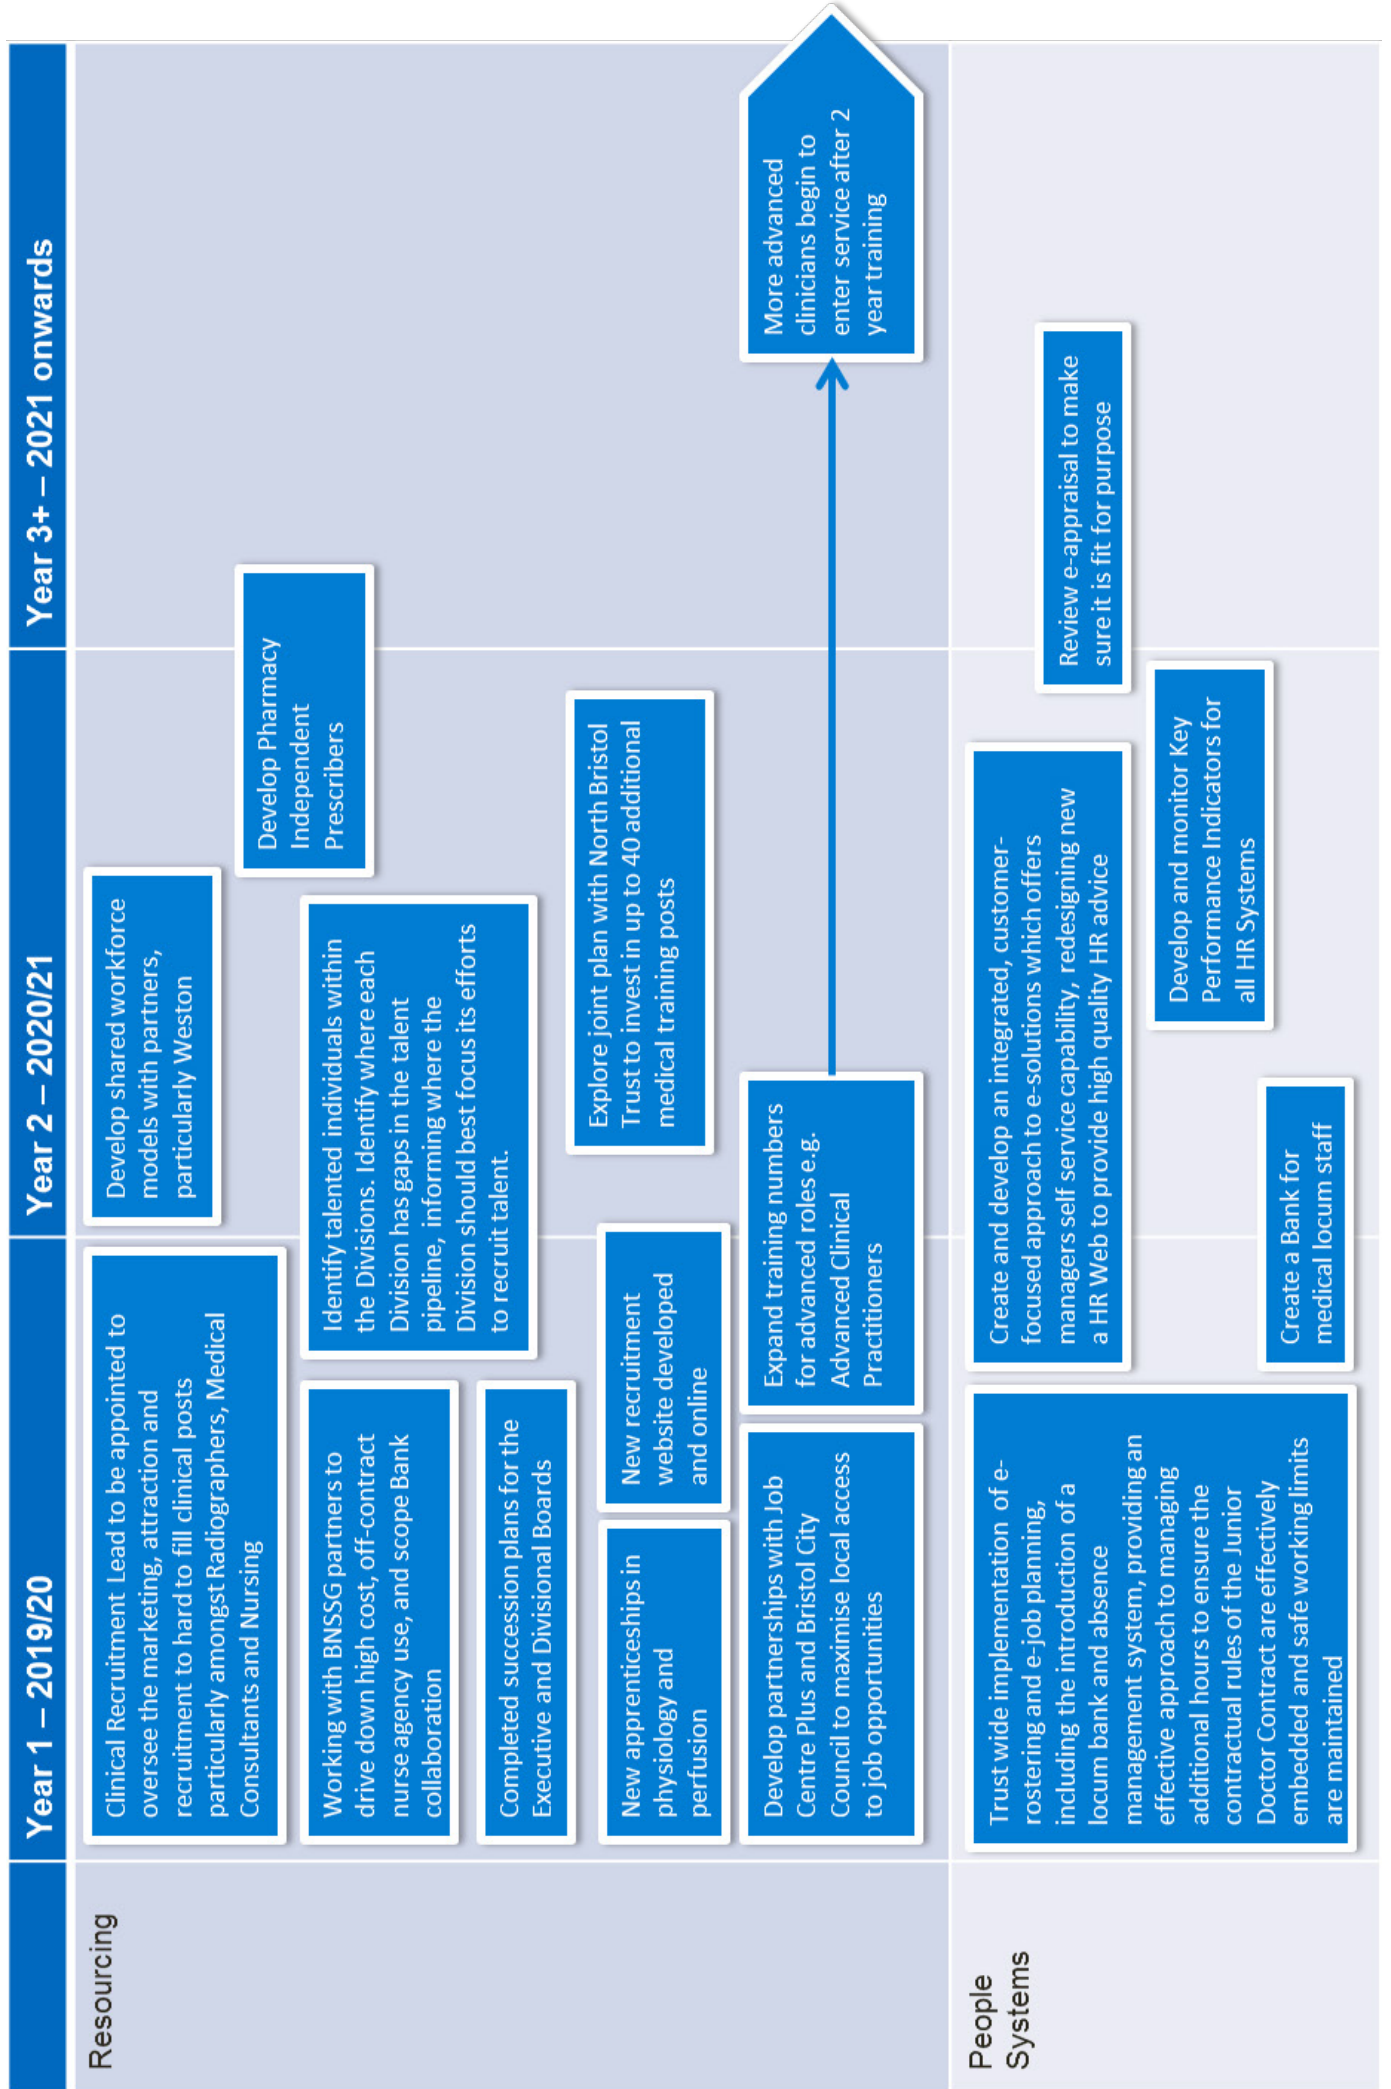 Year 1 – 2019/20
Year 2 – 2020/21
Year 3+ – 2021 onwards
Resourcing
Clinical Recruitment Lead to be appointed to
oversee the marketing, attraction and
recruitment to hard to fill clinical posts
particularly amongst Radiographers, Medical
Consultants and Nursing
Develop shared workforce
models with partners,
particularly Weston
Develop Pharmacy
Independent
Prescribers
Working with BNSSG partners to
drive down high cost, off-contract
nurse agency use, and scope Bank
collaboration
Identify talented individuals within
the Divisions. Identify where each
Division has gaps in the talent
pipeline, informing where the
Division should best focus its efforts
to recruit talent.
Completed succession plans for the
Executive and Divisional Boards
New apprenticeships in
physiology and
perfusion
New recruitment
website developed
and online
Explore joint plan with North Bristol
Trust to invest in up to 40 additional
medical training posts
Develop partnerships with Job
Centre Plus and Bristol City
Council to maximise local access
to job opportunities
Expand training numbers
for advanced roles e.g.
Advanced Clinical
Practitioners
More advanced
clinicians begin to
enter service after 2
year training
People
Systems
Trust wide implementation of e-
rostering and e-job planning,
including the introduction of a
locum bank and absence
management system, providing an
effective approach to managing
additional hours to ensure the
contractual rules of the Junior
Doctor Contract are effectively
embedded and safe working limits
are maintained
Create and develop an integrated, customer-
focused approach to e-solutions which offers
managers self service capability, redesigning new
a HR Web to provide high quality HR advice
Review e-appraisal to make
sure it is fit for purpose
Develop and monitor Key
Performance Indicators for
all HR Systems
Create a Bank for
medical locum staff